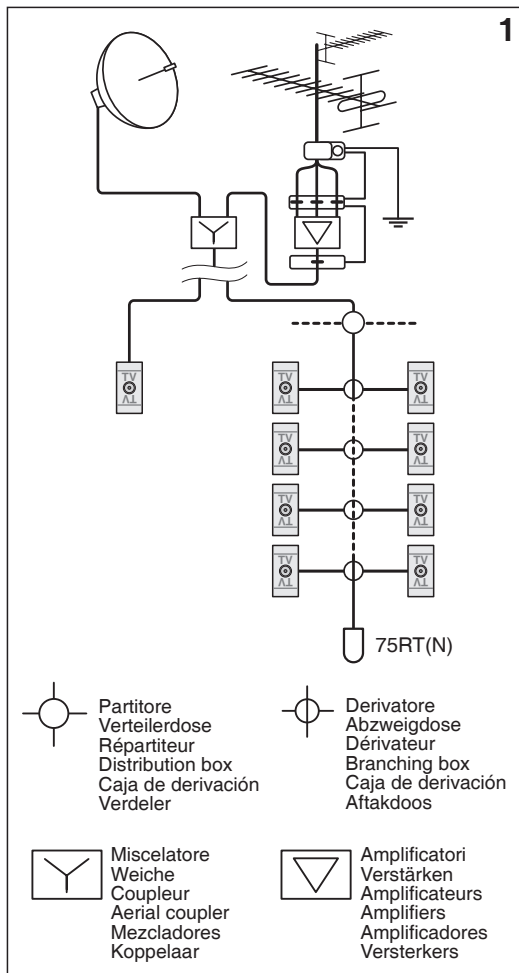 1
TV
TV
TV TV
TV TV
TV TV
TV TV
TV TV
TV TV
TV TV
TV TV
75RT(N)
Partitore
Verteilerdose
Répartiteur
Distribution box
Caja de derivación
Verdeler
Derivatore
Abzweigdose
Dérivateur
Branching box
Caja de derivación
Aftakdoos
Miscelatore
Weiche
Coupleur
Aerial coupler
Mezcladores
Koppelaar
Amplificatori
Verstärken
Amplificateurs
Amplifiers
Amplificadores
Versterkers